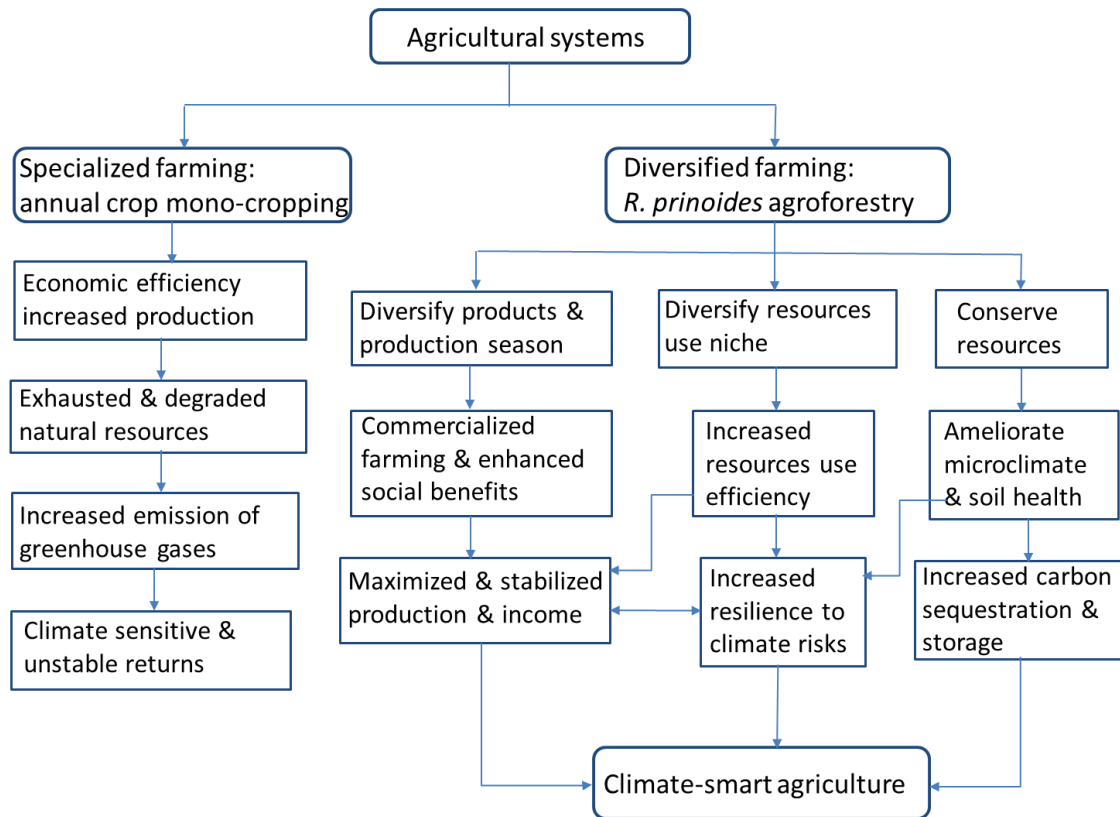 Agricultural systems
Specialized farming:
annual crop mono-cropping
Diversified farming:
R. prinoides agroforestry
Economic efficiency
increased production
Exhausted & degraded
natural resources
Increased emission of
greenhouse gases
Climate sensitive &
unstable returns
Diversify products &
production season
Commercialized
farming & enhanced
social benefits
Maximized & stabilized
production & income
Diversify resources
use niche
Increased
resources use
efficiency
Increased
resilience to
climate risks
Conserve
resources
Ameliorate
microclimate
& soil health
Increased carbon
sequestration &
storage
Climate-smart agriculture